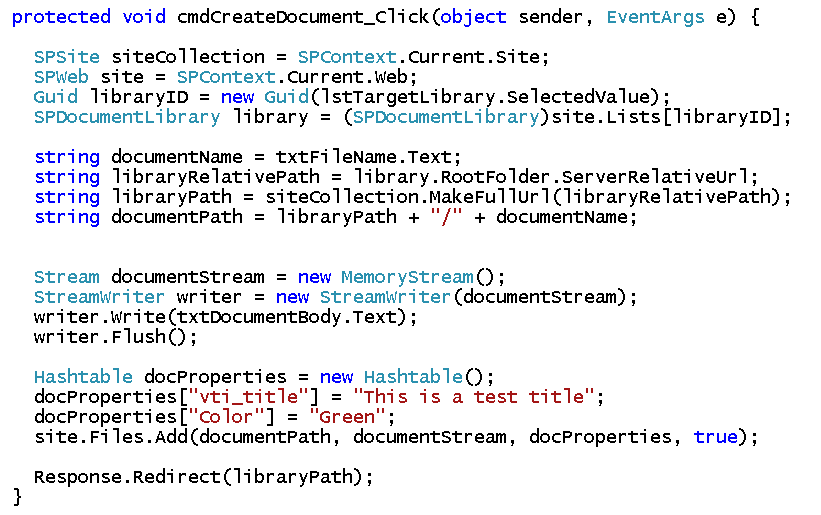 protected void cmdCreateDocument_Click(object sender, EventArgs e) {
SPSite siteCollection = SPContext.Current.Site;
SPWeb site = SPContext.Current.Web;
Guid libraryID = new Guid(lstTargetLibrary.SelectedValue);
SPDocumentLibrary library = (SPDocumentLibrary)site.Lists[libraryID];
string documentName = txtFileName.Text;
string libraryRelativePath = library.RootFolder.ServerRelativeUrl;
string libraryPath = siteCollection.MakeFullUrl(libraryRelativePath);
string documentPath = libraryPath + "/" + documentName;
Stream documentStream = new MemoryStream();
StreamWriter writer = new StreamWriter(documentStream);
writer.Write(txtDocumentBody.Text);
writer.Flush();
Hashtable docProperties = new Hashtable();
docProperties["vti_title"] = "This is a test title";
docProperties["Color"] = "Green";
site.Files.Add(documentPath, documentStream, docProperties, true);
Response.Redirect(libraryPath);
}